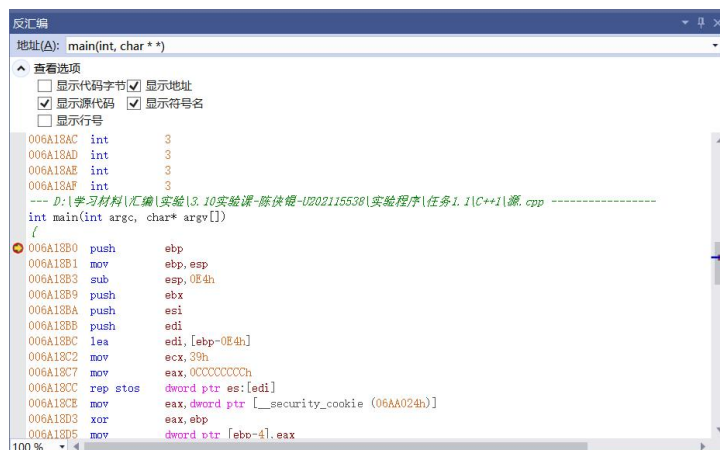 反汇编
地址(A): main(int, char * *)
查看选项
显示代码字节 显示地址
显示源代码 显示符号名
显示行号
006A18AC int 3
006A18AD int 3
006A18AE int 3
006A18AF int 3
--- D:\学习材料\汇编\实验\3.10实验课-陈侠锟-U202115538\实验程序\任务1.1\C++1\源.cpp -----------------
int main(int argc, char* argv[])
{
006A18B0 push ebp
006A18B1 mov ebp,esp
006A18B3 sub esp,0E4h
006A18B9 push ebx
006A18BA push esi
006A18BB push edi
006A18BC lea edi,[ebp-0E4h]
006A18C2 mov ecx,39h
006A18C7 mov eax,0CCCCCCCCh
006A18CC rep stos dword ptr es:[edi]
006A18CE mov eax,dword ptr [__security_cookie (06AA024h)]
006A18D3 xor eax,ebp
006A18D5 mov dword ptr [ebp-4],eax
100 %